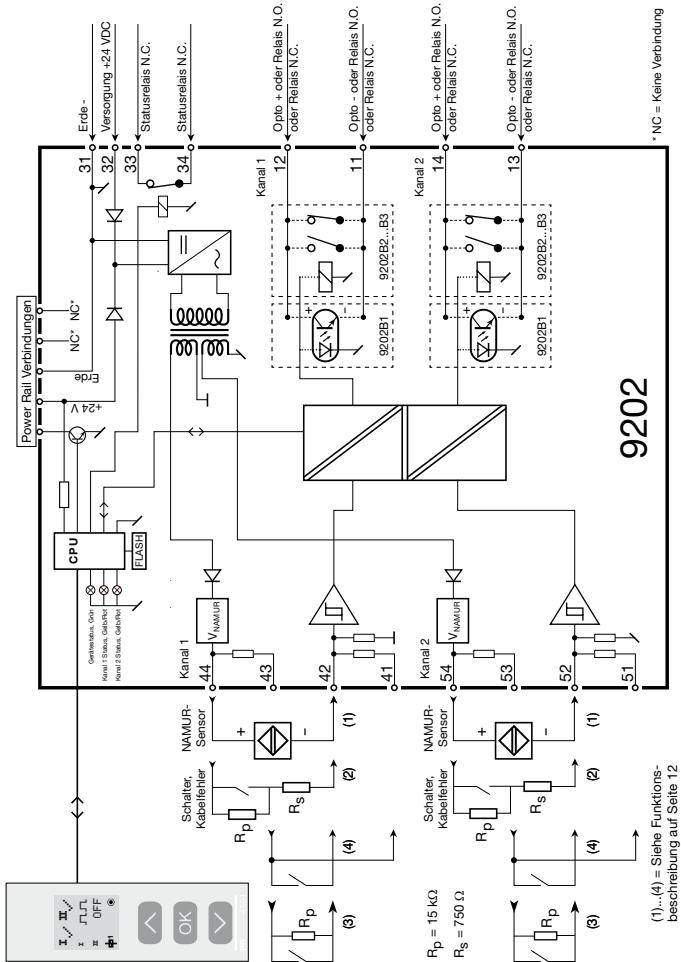 Power Rail Verbindungen
NC*
NC*
Erde
+24 V
Erde -
Versorgung +24 VDC
Statusrelais N.C.
Statusrelais N.C.
31
32
33
34
Opto + oder Relais N.O.
oder Relais N.C.
Opto - oder Relais N.O.
oder Relais N.C.
Kanal 1
12
11
Opto + oder Relais N.O.
oder Relais N.C.
Opto - oder Relais N.O.
oder Relais N.C.
Kanal 2
14
13
* NC = Keine Verbindung
9202B2...B3
9202B1
+
-
9202B2...B3
9202B1
+
-
9202
CPU
FLASH
Gerätestatus, Grün
Kanal 1 Status, Gelb/Rot
Kanal 2 Status, Gelb/Rot
VNAMUR
Kanal 1
44
43
42
41
VNAMUR
Kanal 2
54
53
52
51
NAMUR-
Sensor
+
-
(1)
Schalter,
Kabelfehler
Rp
Rs
(2)
(4)
Rp
(3)
NAMUR-
Sensor
+
-
(1)
Schalter,
Kabelfehler
Rp
Rs
(2)
(4)
Rp
(3)
Rp = 15 kΩ
Rs = 750 Ω
(1)...(4) = Siehe Funktions-
beschreibung auf Seite 12
I
II
OFF
OK